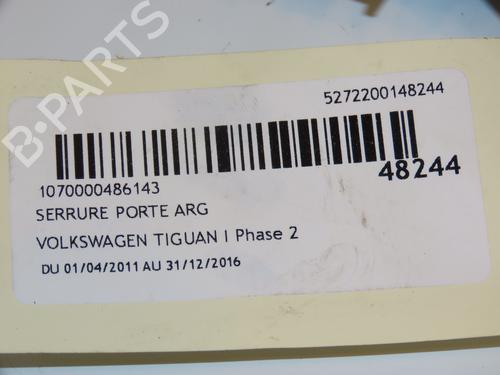 B-PARTS
5272200148244
1070000486143
48244
SERRURE PORTE ARG
VOLKSWAGEN TIGUAN I Phase 2
DU 01/04/2011 AU 31/12/2016